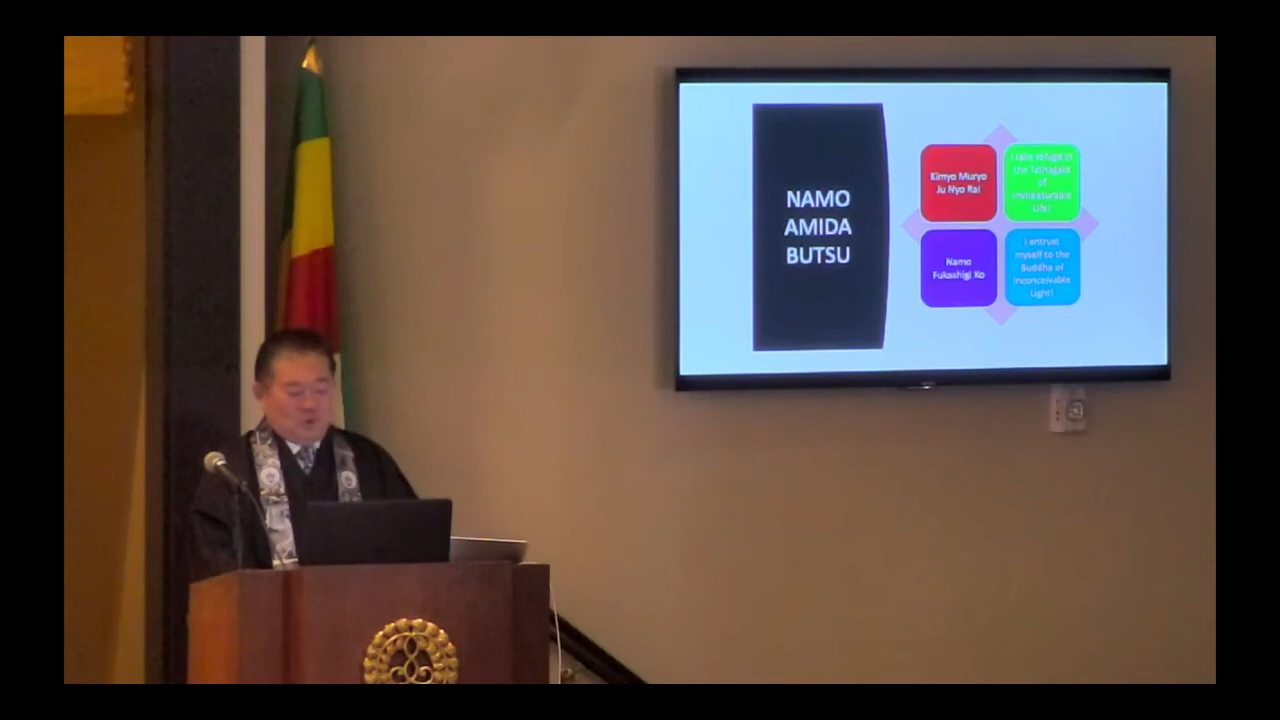 NAMO
AMIDA
BUTSU
Kimyo Muryo
Ju Nyo Rai
I take refuge in
the Tathagata
of
Immeasurable
Life!
Namo
Fukashigi Ko
I entrust
myself to the
Buddha of
Inconceivable
Light!